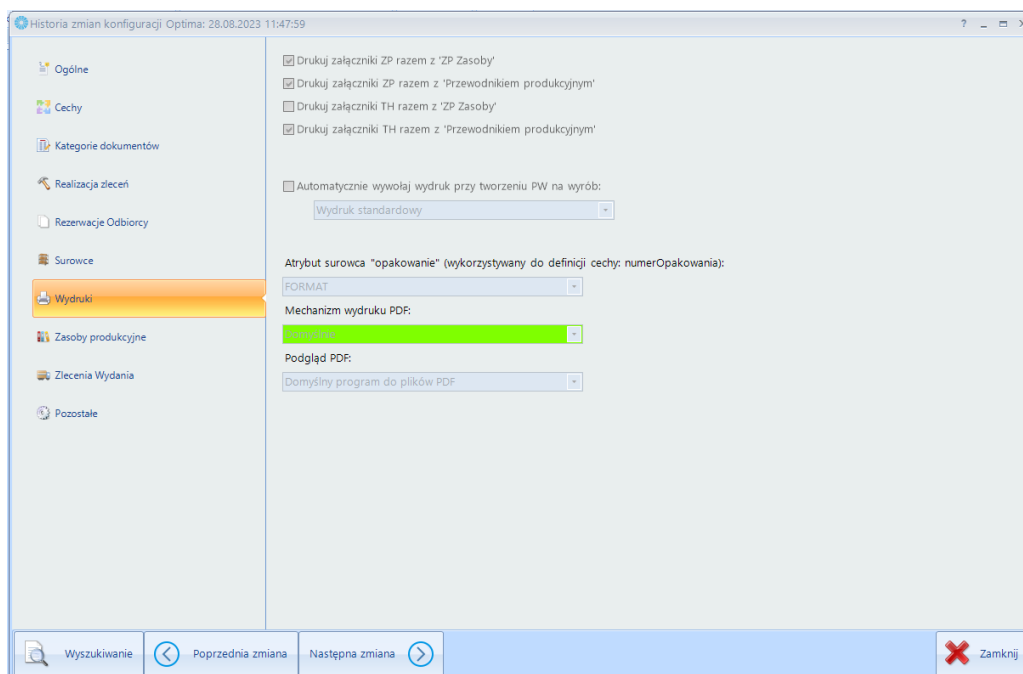 Historia zmian konfiguracji Optima: 28.08.2023 11:47:59
Ogólne
Cechy
Kategorie dokumentów
Realizacja zleceń
Rezerwacje Odbiorcy
Surowce
Wydruki
Zasoby produkcyjne
Zlecenia Wydania
Pozostałe
Drukuj załączniki ZP razem z 'ZP Zasoby'
Drukuj załączniki ZP razem z 'Przewodnikiem produkcyjnym'
Drukuj załączniki TH razem z 'ZP Zasoby'
Drukuj załączniki TH razem z 'Przewodnikiem produkcyjnym'
Automatycznie wywołaj wydruk przy tworzeniu PW na wyrób:
Wydruk standardowy
Atrybut surowca "opakowanie" (wykorzystywany do definicji cechy: numerOpakowania):
FORMAT
Mechanizm wydruku PDF:
Domyślnie
Podgląd PDF:
Domyślny program do plików PDF
Wyszukiwanie
Poprzednia zmiana
Następna zmiana
Zamknij